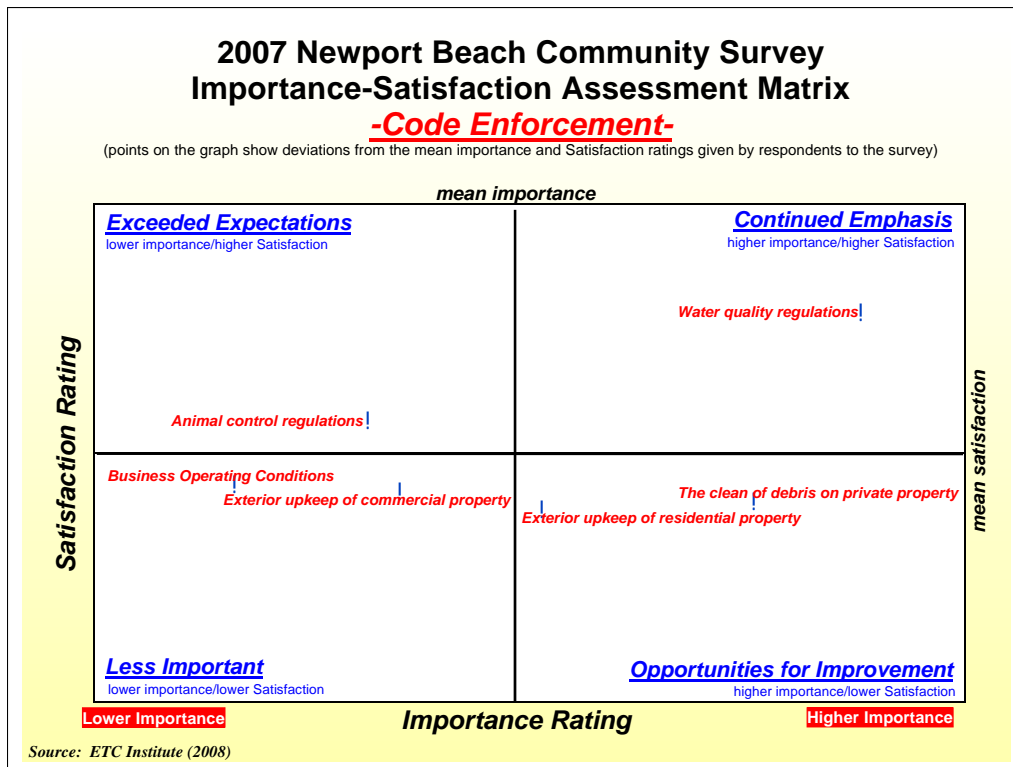 2007 Newport Beach Community Survey
Importance-Satisfaction Assessment Matrix
-Code Enforcement-
(points on the graph show deviations from the mean importance and Satisfaction ratings given by respondents to the survey)
mean importance
Exceeded Expectations
lower importance/higher Satisfaction
Continued Emphasis
higher importance/higher Satisfaction
Water quality regulations
Animal control regulations
Satisfaction Rating
mean satisfaction
Business Operating Conditions
Exterior upkeep of commercial property
The clean of debris on private property
Exterior upkeep of residential property
Less Important
lower importance/lower Satisfaction
Opportunities for Improvement
higher importance/lower Satisfaction
Lower Importance
Importance Rating
Higher Importance
Source: ETC Institute (2008)